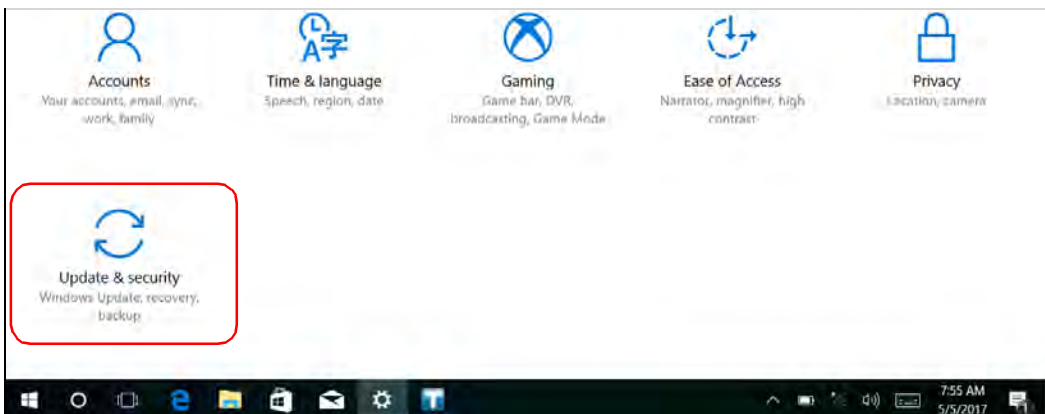 Accounts
Your accounts, email, sync,
work, family
Time & language
Speech, region, date
Gaming
Game bar, DVR,
broadcasting, Game Mode
Ease of Access
Narrator, magnifier, high
contrast
Privacy
Location, camera
Update & security
Windows Update, recovery,
backup
7:55 AM
5/5/2017